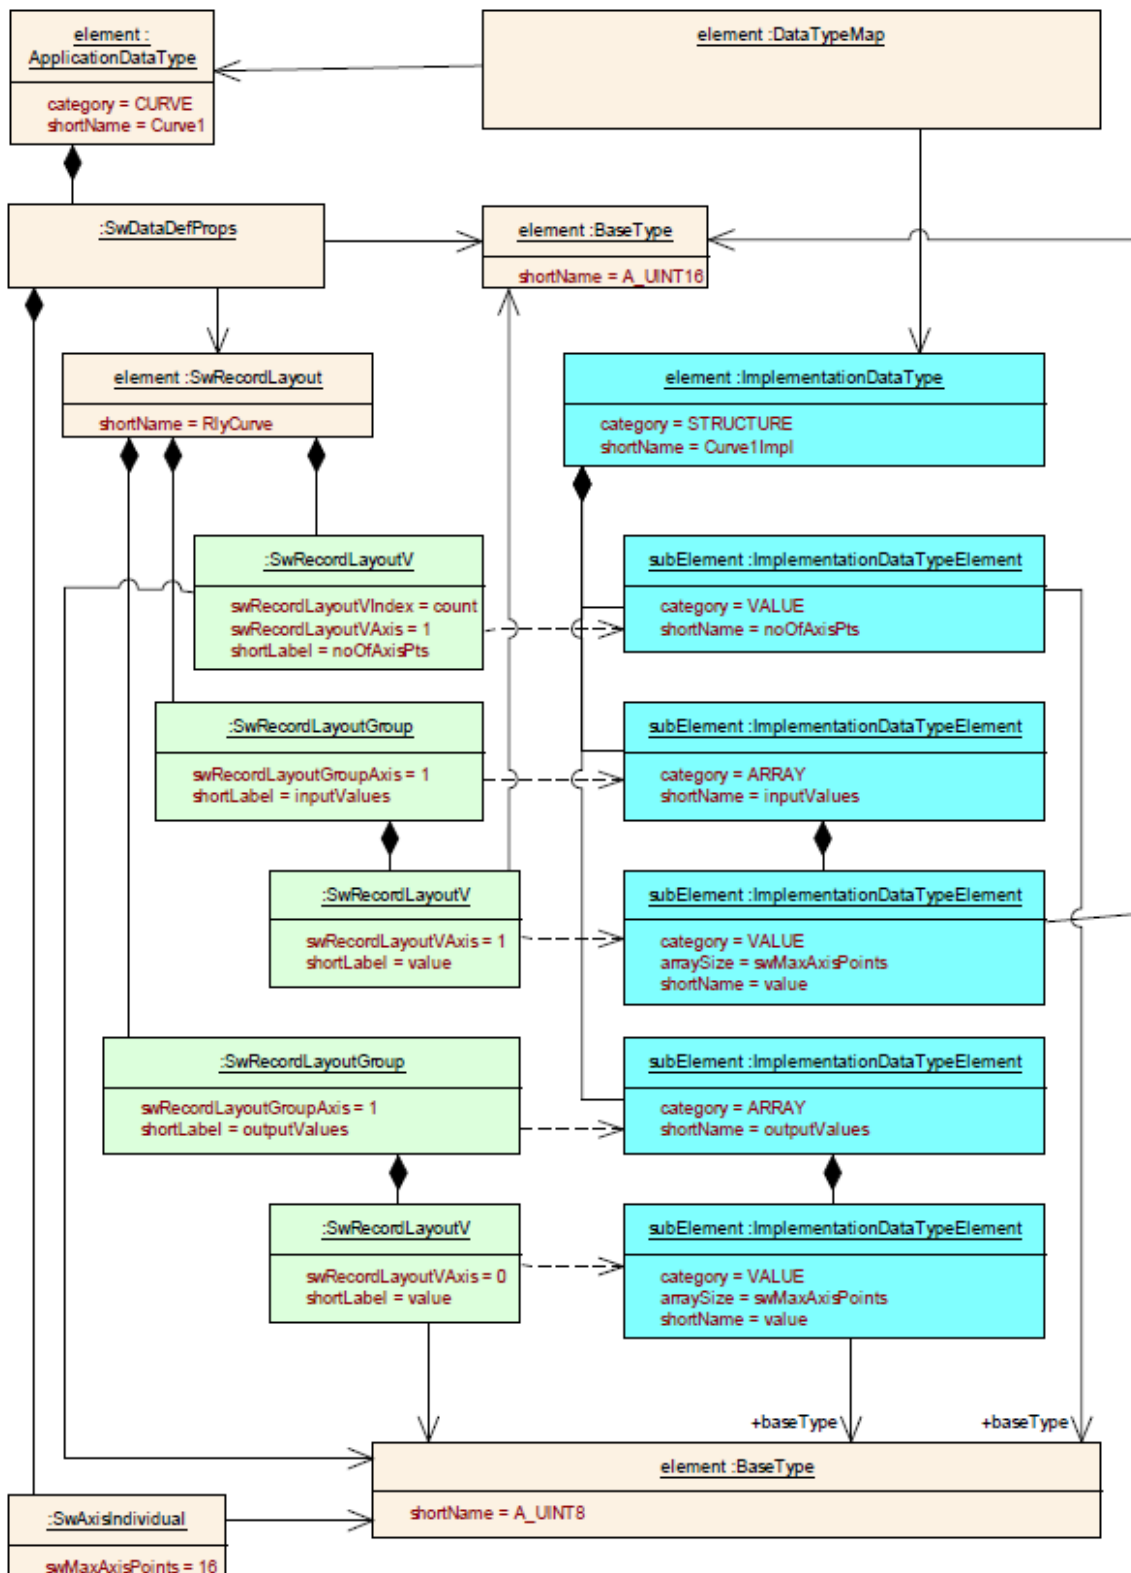 element :
ApplicationDataType
category = CURVE
shortName = Curve1
element :DataTypeMap
:SwDataDefProps
element :BaseType
shortName = A_UINT16
element :SwRecordLayout
shortName = RlyCurve
element :ImplementationDataType
category = STRUCTURE
shortName = Curve1Impl
:SwRecordLayoutV
swRecordLayoutVIndex = count
swRecordLayoutVAxis = 1
shortLabel = noOfAxisPts
subElement :ImplementationDataTypeElement
category = VALUE
shortName = noOfAxisPts
:SwRecordLayoutGroup
swRecordLayoutGroupAxis = 1
shortLabel = inputValues
subElement :ImplementationDataTypeElement
category = ARRAY
shortName = inputValues
:SwRecordLayoutV
swRecordLayoutVAxis = 1
shortLabel = value
subElement :ImplementationDataTypeElement
category = VALUE
arraySize = swMaxAxisPoints
shortName = value
:SwRecordLayoutGroup
swRecordLayoutGroupAxis = 1
shortLabel = outputValues
subElement :ImplementationDataTypeElement
category = ARRAY
shortName = outputValues
:SwRecordLayoutV
swRecordLayoutVAxis = 0
shortLabel = value
subElement :ImplementationDataTypeElement
category = VALUE
arraySize = swMaxAxisPoints
shortName = value
+baseType
+baseType
element :BaseType
shortName = A_UINT8
:SwAxisIndividual
swMaxAxisPoints = 16